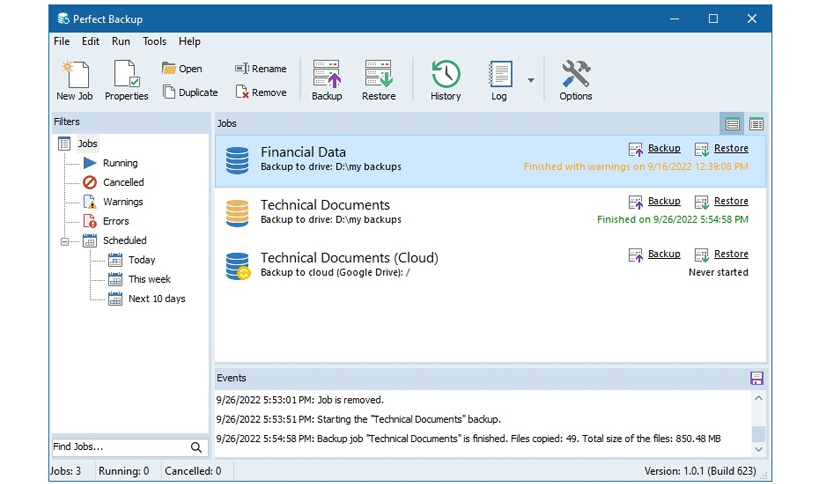 Perfect Backup
File Edit Run Tools Help
New Job
Properties
Open
Duplicate
Rename
Remove
Backup
Restore
History
Log
Options
Filters
Jobs
Running
Cancelled
Warnings
Errors
Scheduled
Today
This week
Next 10 days
Find Jobs...
Jobs
Financial Data
Backup to drive: D:\my backups
Backup Restore
Finished with warnings on 9/16/2022 12:39:08 PM
Technical Documents
Backup to drive: D:\my backups
Backup Restore
Finished on 9/26/2022 5:54:58 PM
Technical Documents (Cloud)
Backup to cloud (Google Drive): /
Backup Restore
Never started
Events
9/26/2022 5:53:01 PM: Job is removed.
9/26/2022 5:53:51 PM: Starting the "Technical Documents" backup.
9/26/2022 5:54:58 PM: Backup job "Technical Documents" is finished. Files copied: 49. Total size of the files: 850.48 MB
Jobs: 3 Running: 0 Cancelled: 0 Version: 1.0.1 (Build 623)